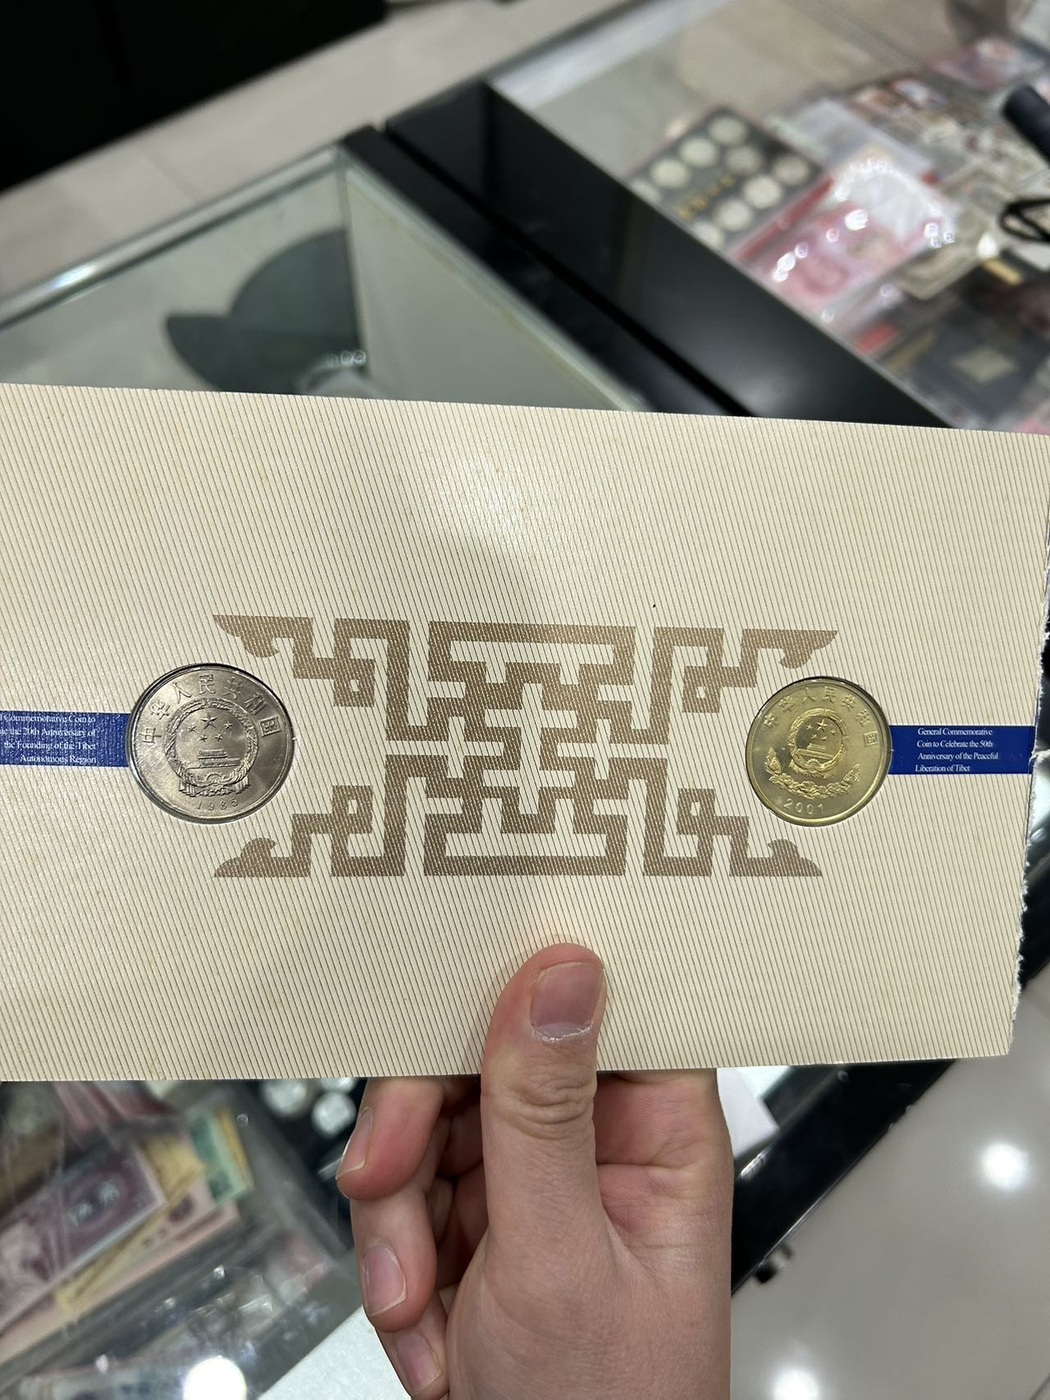 l Commemorative Coin to
ate the 20th Anniversary of
the Founding of the Tibet
Autonomous Region
中华人民共和国
1985
中华人民共和国
2001
General Commemorative
Coin to Celebrate the 50th
Anniversary of the Peaceful
Liberation of Tibet